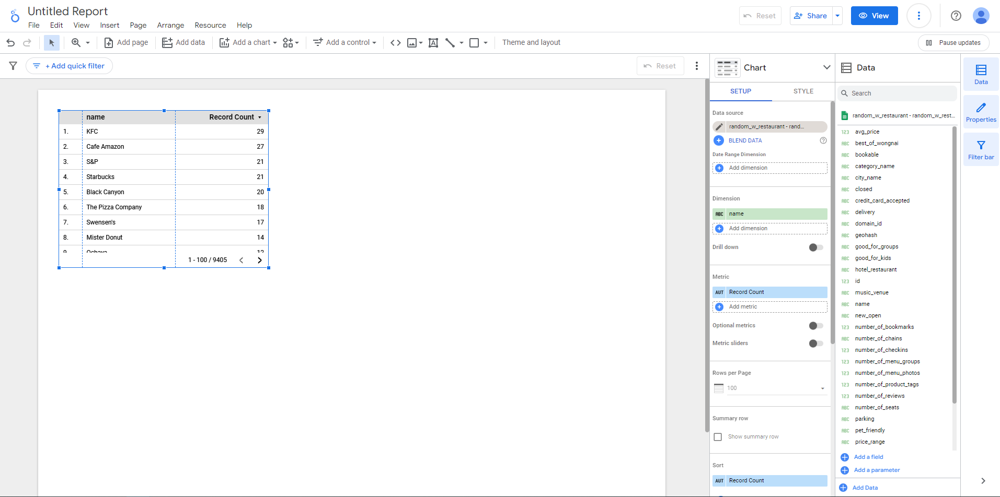 Untitled Report
File Edit View Insert Page Arrange Resource Help
Reset
Share
View
Add page
Add data
Add a chart
Add a control
Theme and layout
Pause updates
+ Add quick filter
Reset
name Record Count
1. KFC 29
2. Cafe Amazon 27
3. S&P 21
4. Starbucks 21
5. Black Canyon 20
6. The Pizza Company 18
7. Swensen's 17
8. Mister Donut 14
9. Ochaya 12
1 - 100 / 9405
Chart
SETUP STYLE
Data source
random_w_restaurant - rand...
BLEND DATA
Date Range Dimension
Add dimension
Dimension
ABC name
Add dimension
Drill down
Metric
AUT Record Count
Add metric
Optional metrics
Metric sliders
Rows per Page
100
Summary row
Show summary row
Sort
AUT Record Count
Data
Search
random_w_restaurant - random_w_rest...
123 avg_price
ABC best_of_wongnai
ABC bookable
ABC category_name
ABC city_name
ABC closed
ABC credit_card_accepted
ABC delivery
ABC domain_id
ABC geohash
ABC good_for_groups
ABC good_for_kids
ABC hotel_restaurant
123 id
ABC music_venue
ABC name
ABC new_open
123 number_of_bookmarks
ABC number_of_chains
123 number_of_checkins
123 number_of_menu_groups
123 number_of_menu_photos
123 number_of_product_tags
123 number_of_reviews
ABC number_of_seats
ABC parking
ABC pet_friendly
ABC price_range
Add a field
Add a parameter
Add Data
Data
Properties
Filter bar